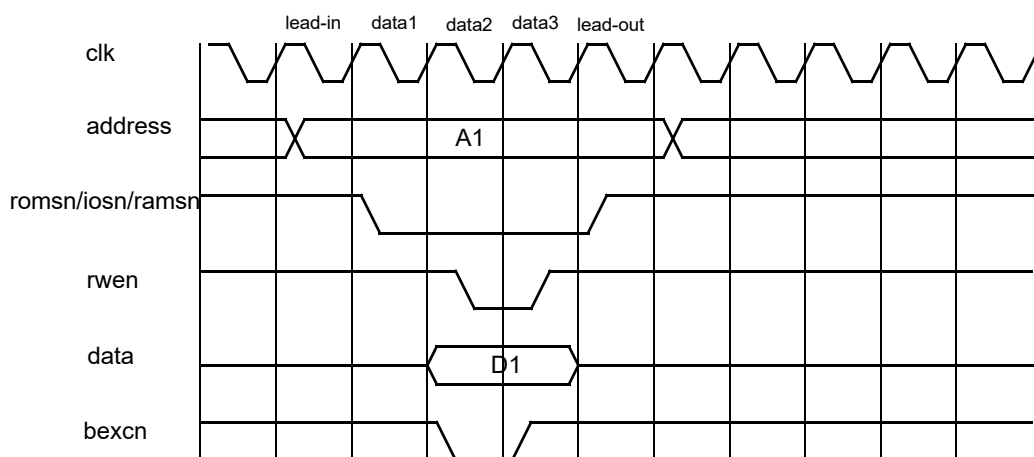 lead-in data1 data2 data3 lead-out
clk
address A1
romsn/iosn/ramsn
rwen
data D1
bexcn